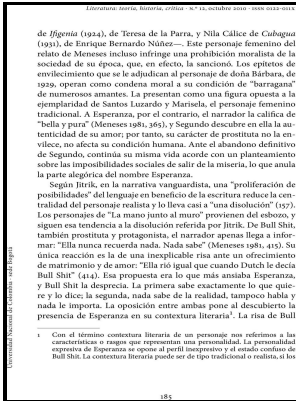 Literatura: teoría, historia, crítica · n.º 12, octubre 2010 · issn 0122-011x
de Ifigenia (1924), de Teresa de la Parra, y Nila Cálice de Cubagua
(1931), de Enrique Bernardo Núñez—. Este personaje femenino del
relato de Meneses incluso infringe una prohibición moralista de la
sociedad de su época, que, en efecto, la sancionó. Los epítetos de
envilecimiento que se le adjudican al personaje de doña Bárbara, de
1929, operan como condena moral a su condición de “barragana”
de numerosos amantes. La presentan como una figura opuesta a la
ejemplaridad de Santos Luzardo y Marisela, el personaje femenino
tradicional. A Esperanza, por el contrario, el narrador la califica de
“bella y pura” (Meneses 1981, 365), y Segundo descubre en ella la au-
tenticidad de su amor; por tanto, su carácter de prostituta no la en-
vilece, no afecta su condición humana. Ante el abandono definitivo
de Segundo, continúa su misma vida acorde con un planteamiento
sobre las imposibilidades sociales de salir de la miseria, lo que anula
la parte alegórica del nombre Esperanza.
Según Jitrik, en la narrativa vanguardista, una “proliferación de
posibilidades” del lenguaje en beneficio de la escritura reduce la cen-
tralidad del personaje realista y lo lleva casi a “una disolución” (157).
Los personajes de “La mano junto al muro” provienen del esbozo, y
siguen esa tendencia a la disolución referida por Jitrik. De Bull Shit,
también prostituta y protagonista, el narrador apenas llega a infor-
mar: “Ella nunca recuerda nada. Nada sabe” (Meneses 1981, 415). Su
única reacción es la de una inexplicable risa ante un ofrecimiento
de matrimonio y de amor: “Ella rió igual que cuando Dutch le decía
Bull Shit” (414). Esa propuesta era lo que más ansiaba Esperanza,
y Bull Shit la desprecia. La primera sabe exactamente lo que quie-
re y lo dice; la segunda, nada sabe de la realidad, tampoco habla y
nada le importa. La oposición entre ambas pone al descubierto la
presencia de Esperanza en su contextura literaria1. La risa de Bull
1 Con el término contextura literaria de un personaje nos referimos a las
características o rasgos que representan una personalidad. La personalidad
expresiva de Esperanza se opone al perfil inexpresivo y el estado confuso de
Bull Shit. La contextura literaria puede ser de tipo tradicional o realista, si los
Universidad Nacional de Colombia · sede Bogotá
185